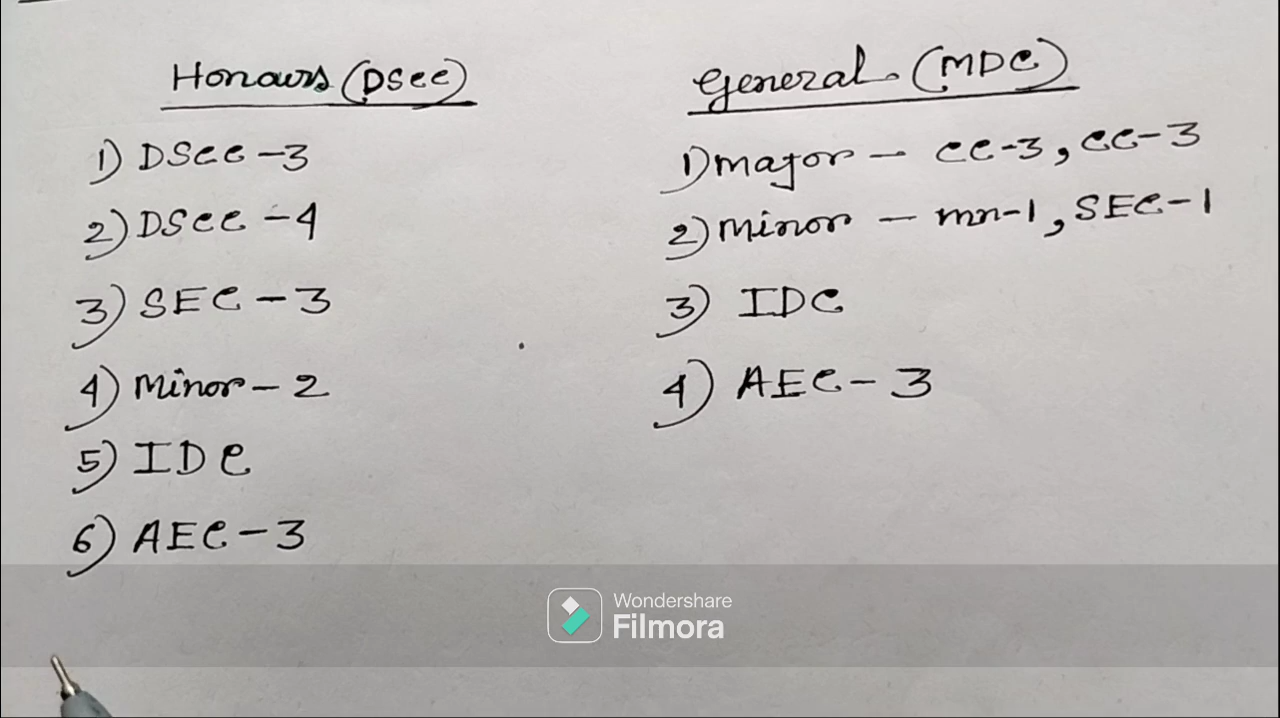 Honours (DSCC)
1) DSCC - 3
2) DSCC - 4
3) SEC - 3
4) Minor - 2
5) IDC
6) AEC - 3
General (MDC)
1) major - CC-3, CC-3
2) minor - mn-1, SEC-1
3) IDC
4) AEC - 3
Wondershare
Filmora